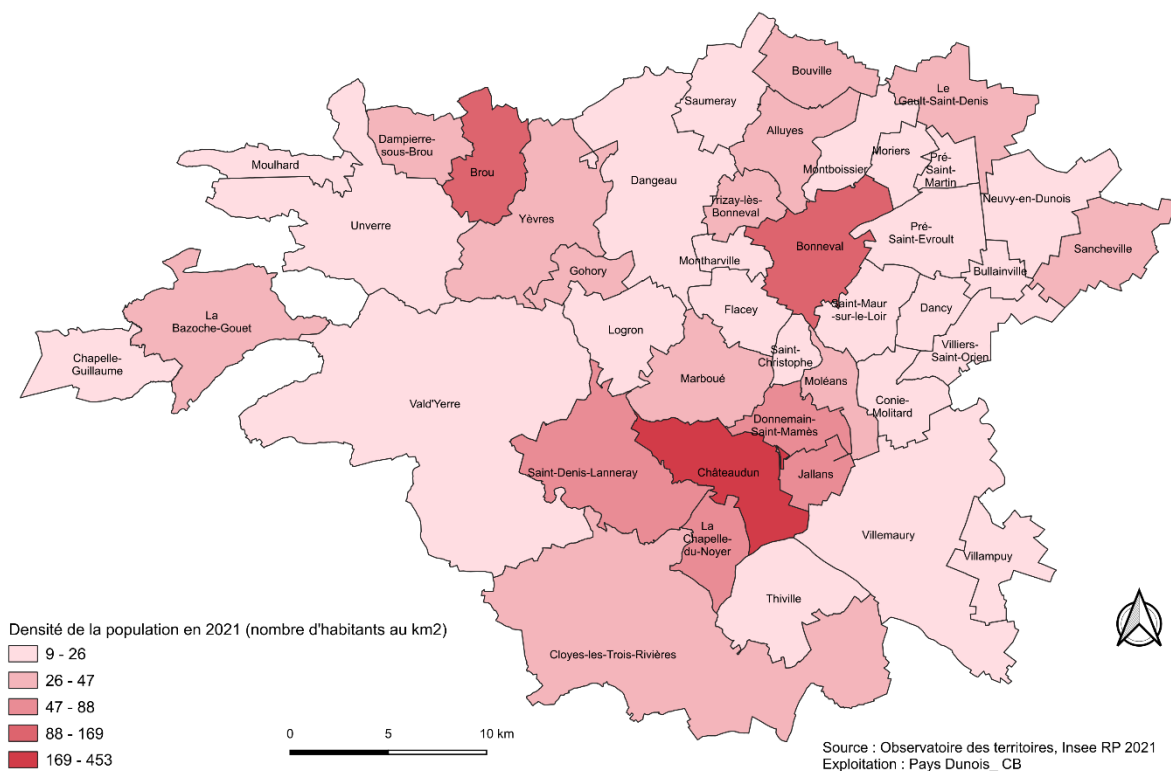 Bouville
Le
Gault-Saint-Denis
Saumeray
Alluyes
Dampierre-
sous-Brou
Moriers
Moulhard
Brou
Montboissier
Pré-
Saint-
Martin
Dangeau
Neuvy-en-Dunois
Trizay-lès-
Bonneval
Unverre
Yèvres
Pré-
Saint-Evroult
Bonneval
Sancheville
Montharville
Gohory
Bullainville
La
Bazoche-Gouet
Saint-Maur
-sur-le-Loir
Dancy
Flacey
Logron
Villiers-
Saint-Orien
Saint-
Christophe
Chapelle-
Guillaume
Marboué
Moléans
Conie-
Molitard
Vald'Yerre
Donnemain-
Saint-Mamès
Saint-Denis-Lanneray
Châteaudun
Jallans
La
Chapelle-
du-Noyer
Villemaury
Villampuy
Thiville
Cloyes-les-Trois-Rivières
Densité de la population en 2021 (nombre d'habitants au km2)
9 - 26
26 - 47
47 - 88
88 - 169
169 - 453
0 5 10 km
Source : Observatoire des territoires, Insee RP 2021
Exploitation : Pays Dunois_ CB